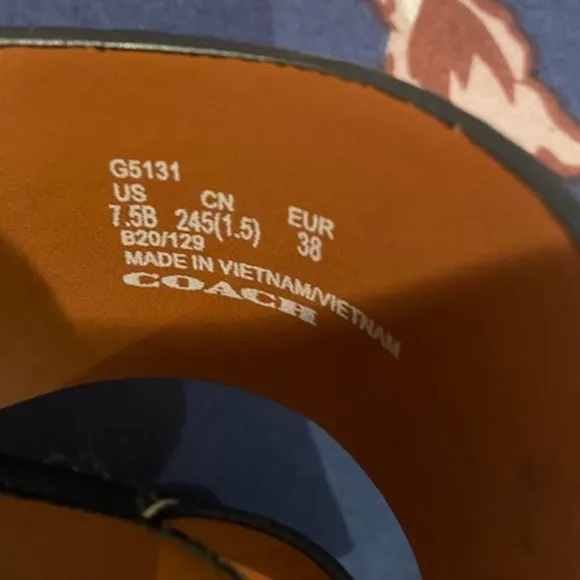 G5131
US CN EUR
7.5B 245(1.5) 38
B20/129
MADE IN VIETNAM/VIETNAM
COACH